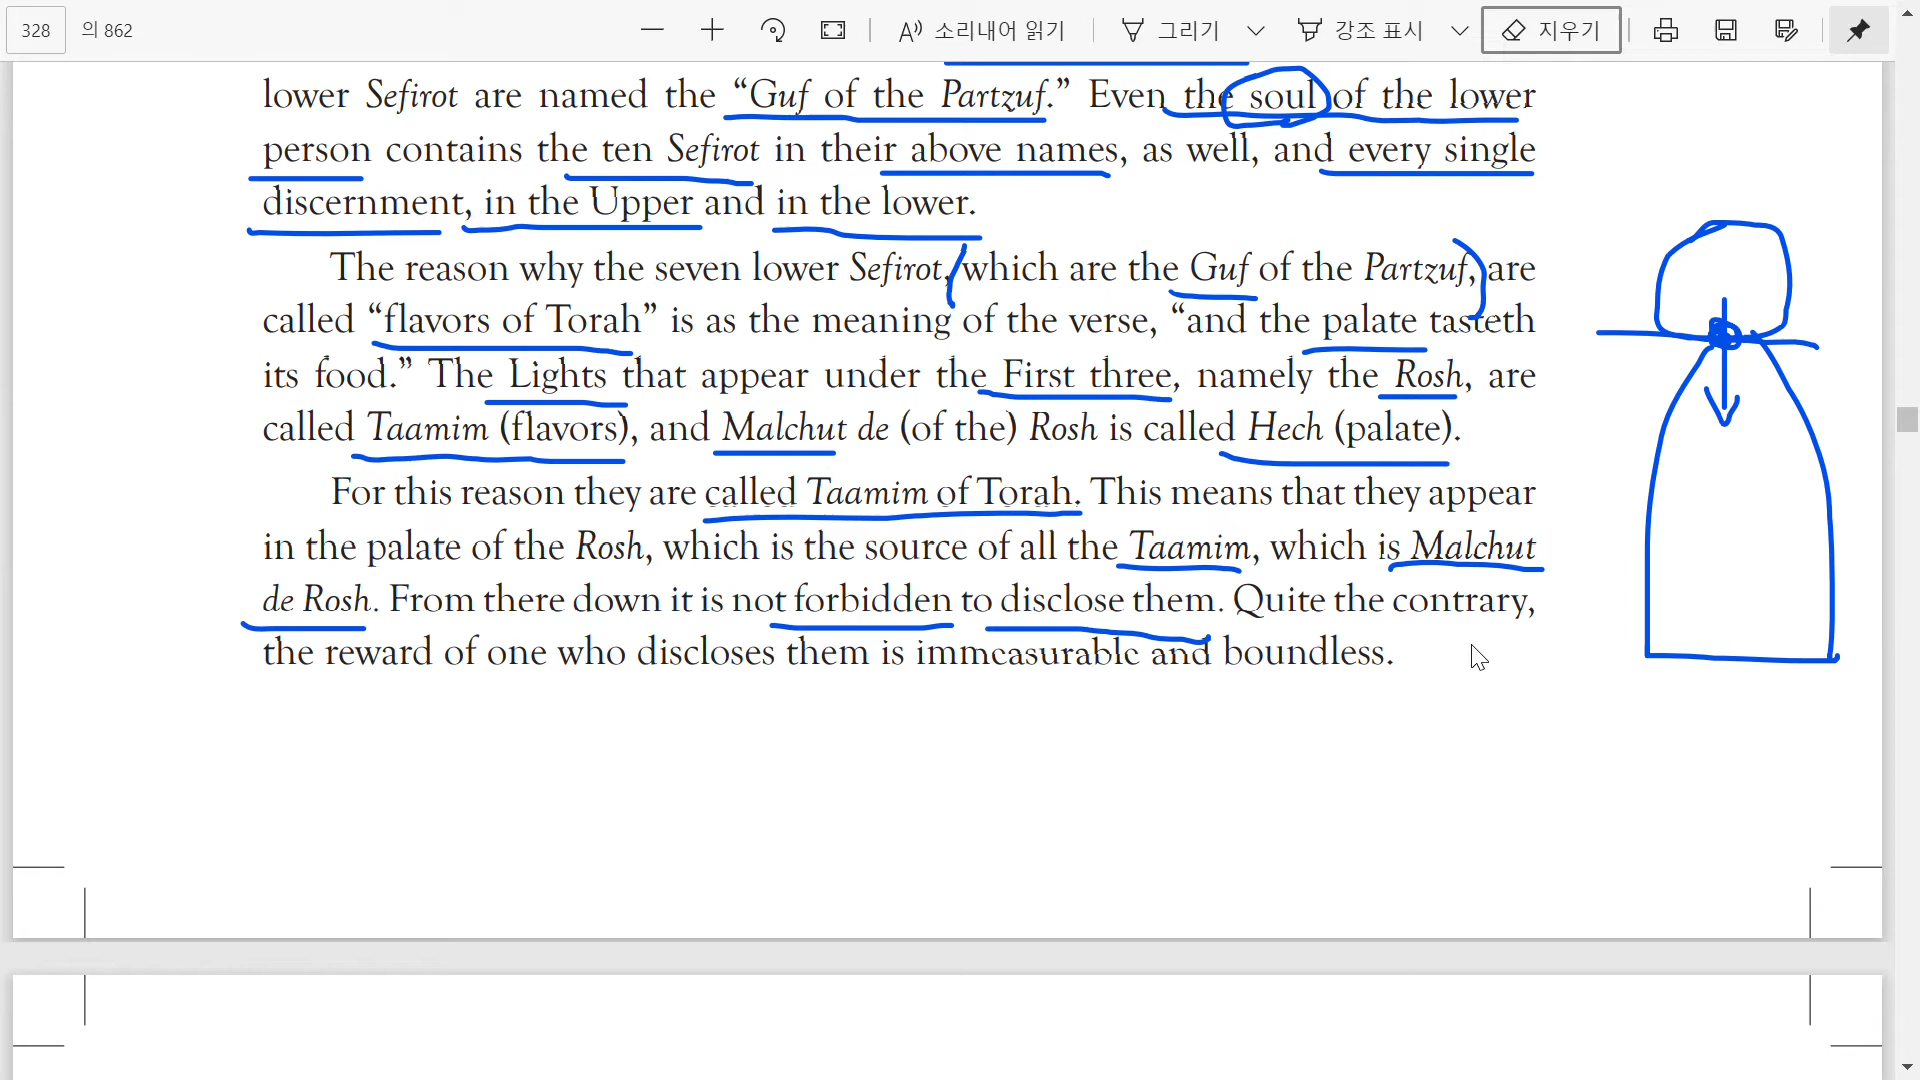 328 의 862 소리내어 읽기 그리기 강조 표시 지우기
lower Sefirot are named the “Guf of the Partzuf.” Even the soul of the lower
person contains the ten Sefirot in their above names, as well, and every single
discernment, in the Upper and in the lower.
The reason why the seven lower Sefirot, which are the Guf of the Partzuf, are
called “flavors of Torah” is as the meaning of the verse, “and the palate tasteth
its food.” The Lights that appear under the First three, namely the Rosh, are
called Taamim (flavors), and Malchut de (of the) Rosh is called Hech (palate).
For this reason they are called Taamim of Torah. This means that they appear
in the palate of the Rosh, which is the source of all the Taamim, which is Malchut
de Rosh. From there down it is not forbidden to disclose them. Quite the contrary,
the reward of one who discloses them is immeasurable and boundless.